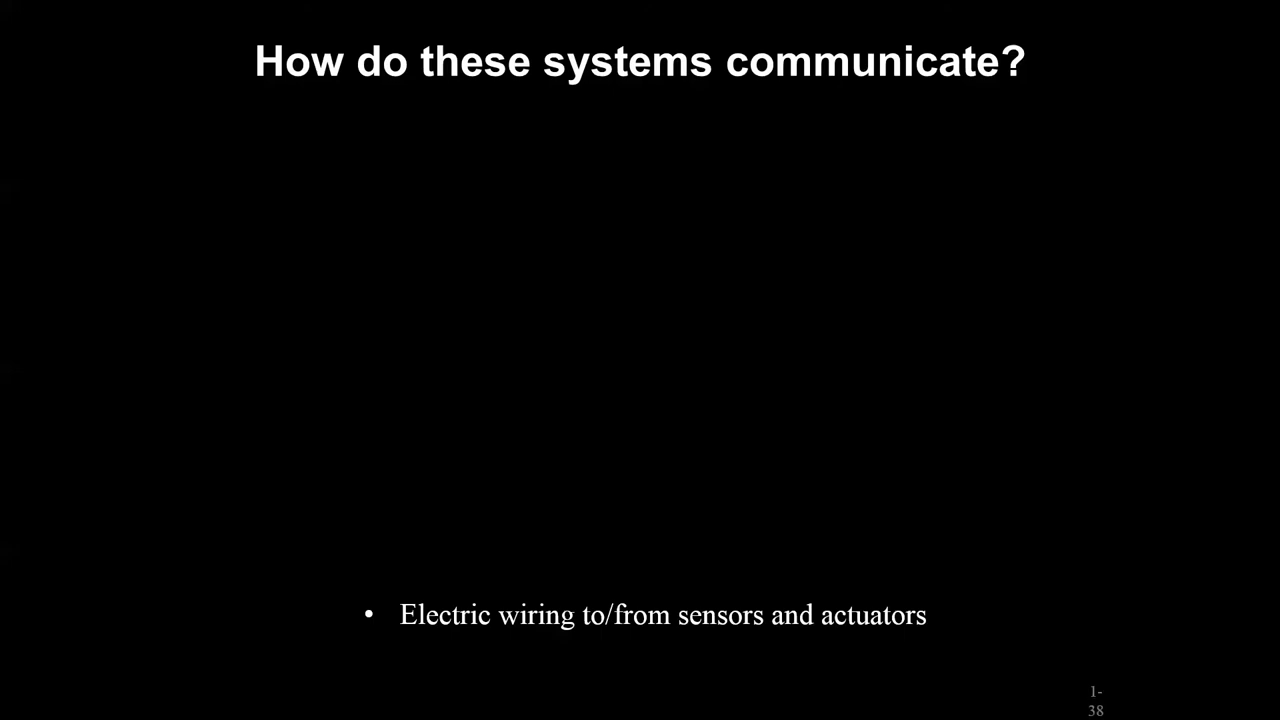 How do these systems communicate?
• Electric wiring to/from sensors and actuators
1-
38